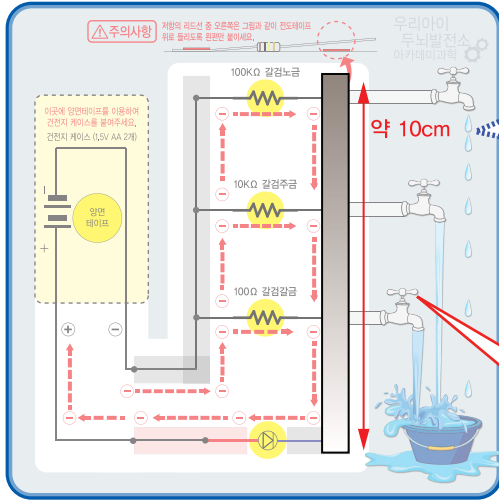 주의사항
저항의 리드선 중 오른쪽은 그림과 같이 전도테이프
위로 들리도록 왼편만 붙이세요.
우리아이
두뇌발전소
아카데미과학
100KΩ 갈검노금
이곳에 양면테이프를 이용하여
건전지 케이스를 붙여주세요.
건전지 케이스 (1.5V AA 2개)
약 10cm
10KΩ 갈검주금
양면
테이프
100Ω 갈검갈금